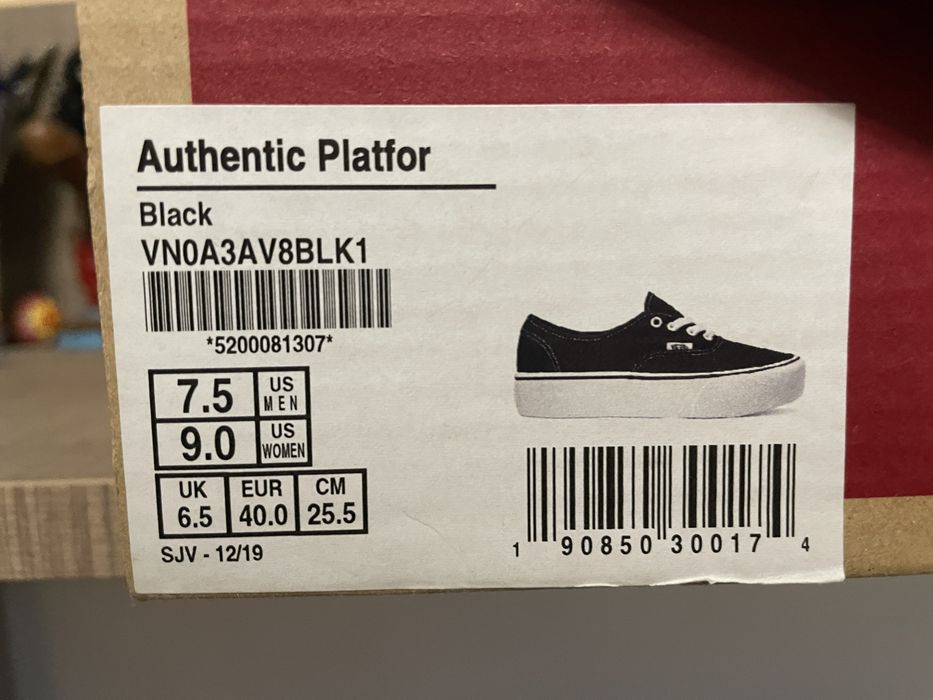 Authentic Platfor
Black
VN0A3AV8BLK1
*5200081307*
7.5 US MEN
9.0 US WOMEN
UK EUR CM
6.5 40.0 25.5
SJV - 12/19
1 90850 30017 4